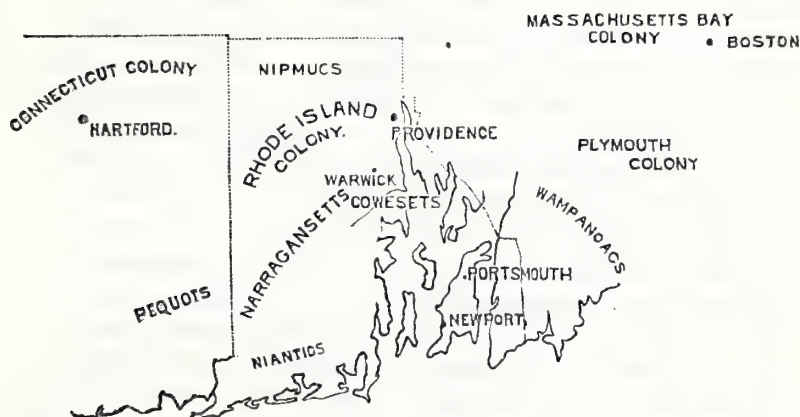 MASSACHUSETTS BAY
COLONY
BOSTON
CONNECTICUT COLONY
NIPMUCS
HARTFORD.
RHODE ISLAND
COLONY.
PROVIDENCE
PLYMOUTH
COLONY
WARWICK
COWESETS
WAMPANOAGS
NARRAGANSETTS
PORTSMOUTH
PEQUOTS
NEWPORT
NIANTICS